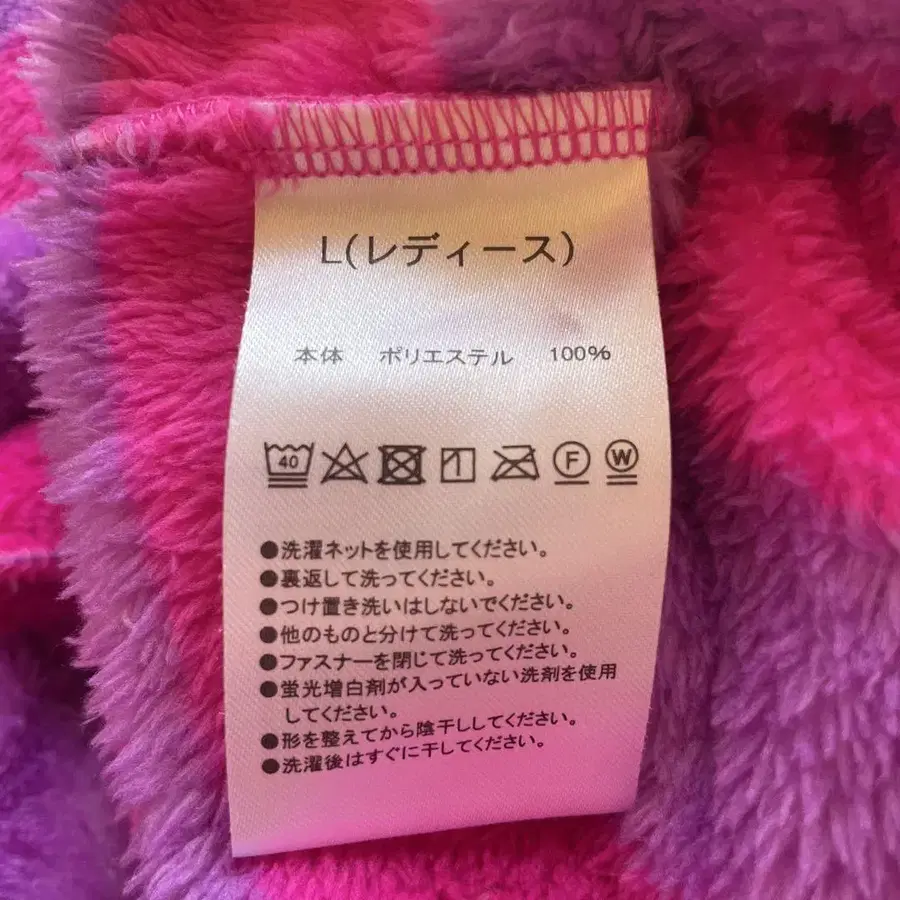 L(レディース)
本体 ポリエステル 100%
40 F W
●洗濯ネットを使用してください。
●裏返して洗ってください。
●つけ置き洗いはしないでください。
●他のものと分けて洗ってください。
●ファスナーを閉じて洗ってください。
●蛍光増白剤が入っていない洗剤を使用
してください。
●形を整えてから陰干ししてください。
●洗濯後はすぐに干してください。